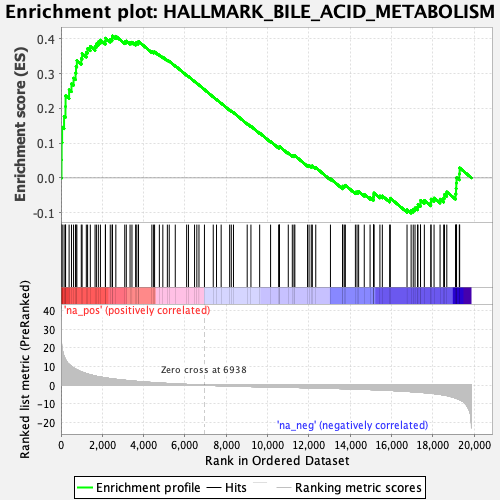 Enrichment plot: HALLMARK_BILE_ACID_METABOLISM
Enrichment score (ES)
0.4
0.3
0.2
0.1
0.0
-0.1
'na_pos' (positively correlated)
Ranked list metric (PreRanked)
40
30
20
10
0
-10
-20
Zero cross at 6938
'na_neg' (negatively correlated)
0
2,000
4,000
6,000
8,000
10,000
12,000
14,000
16,000
18,000
20,000
Rank in Ordered Dataset
Enrichment profile
Hits
Ranking metric scores